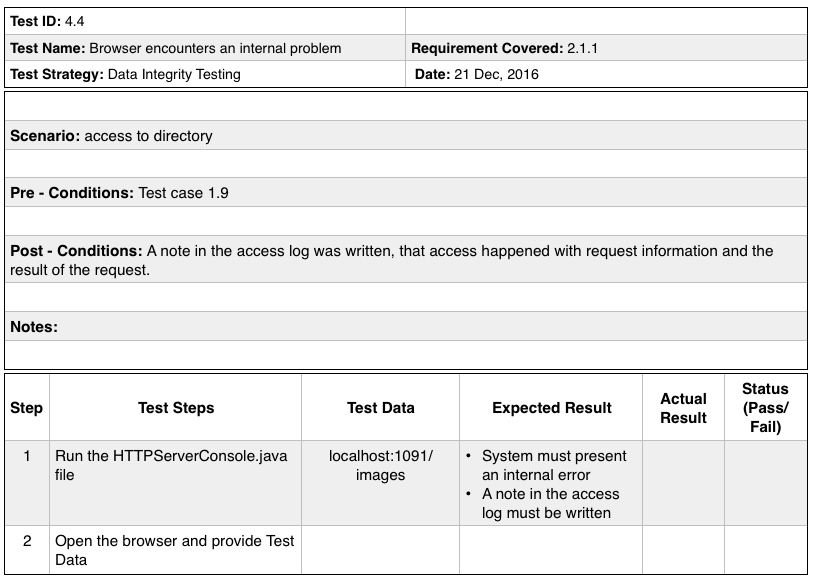 Test ID: 4.4
Test Name: Browser encounters an internal problem
Requirement Covered: 2.1.1
Test Strategy: Data Integrity Testing
Date: 21 Dec, 2016
Scenario: access to directory
Pre - Conditions: Test case 1.9
Post - Conditions: A note in the access log was written, that access happened with request information and the
result of the request.
Notes:
Step
Test Steps
Test Data
Expected Result
Actual
Result
Status
(Pass/
Fail)
1
Run the HTTPServerConsole.java
file
localhost:1091/
images
• System must present
an internal error
• A note in the access
log must be written
2
Open the browser and provide Test
Data